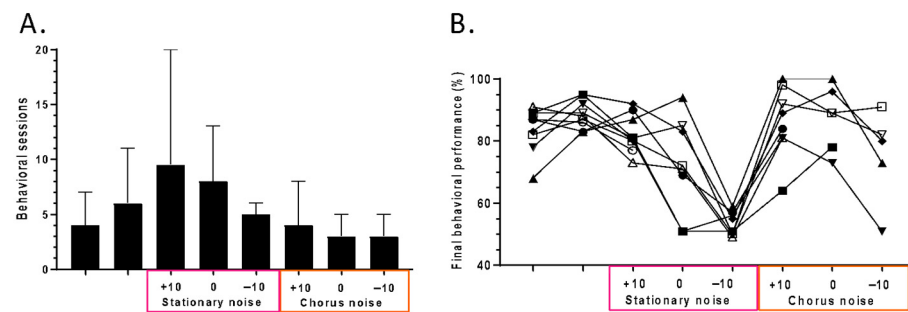 A.
Behavioral sessions
20
15
10
5
0
+10 0 −10 +10 0 −10
Stationary noise Chorus noise
B.
Final behavioral performance (%)
100
80
60
40
+10 0 −10 +10 0 −10
Stationary noise Chorus noise